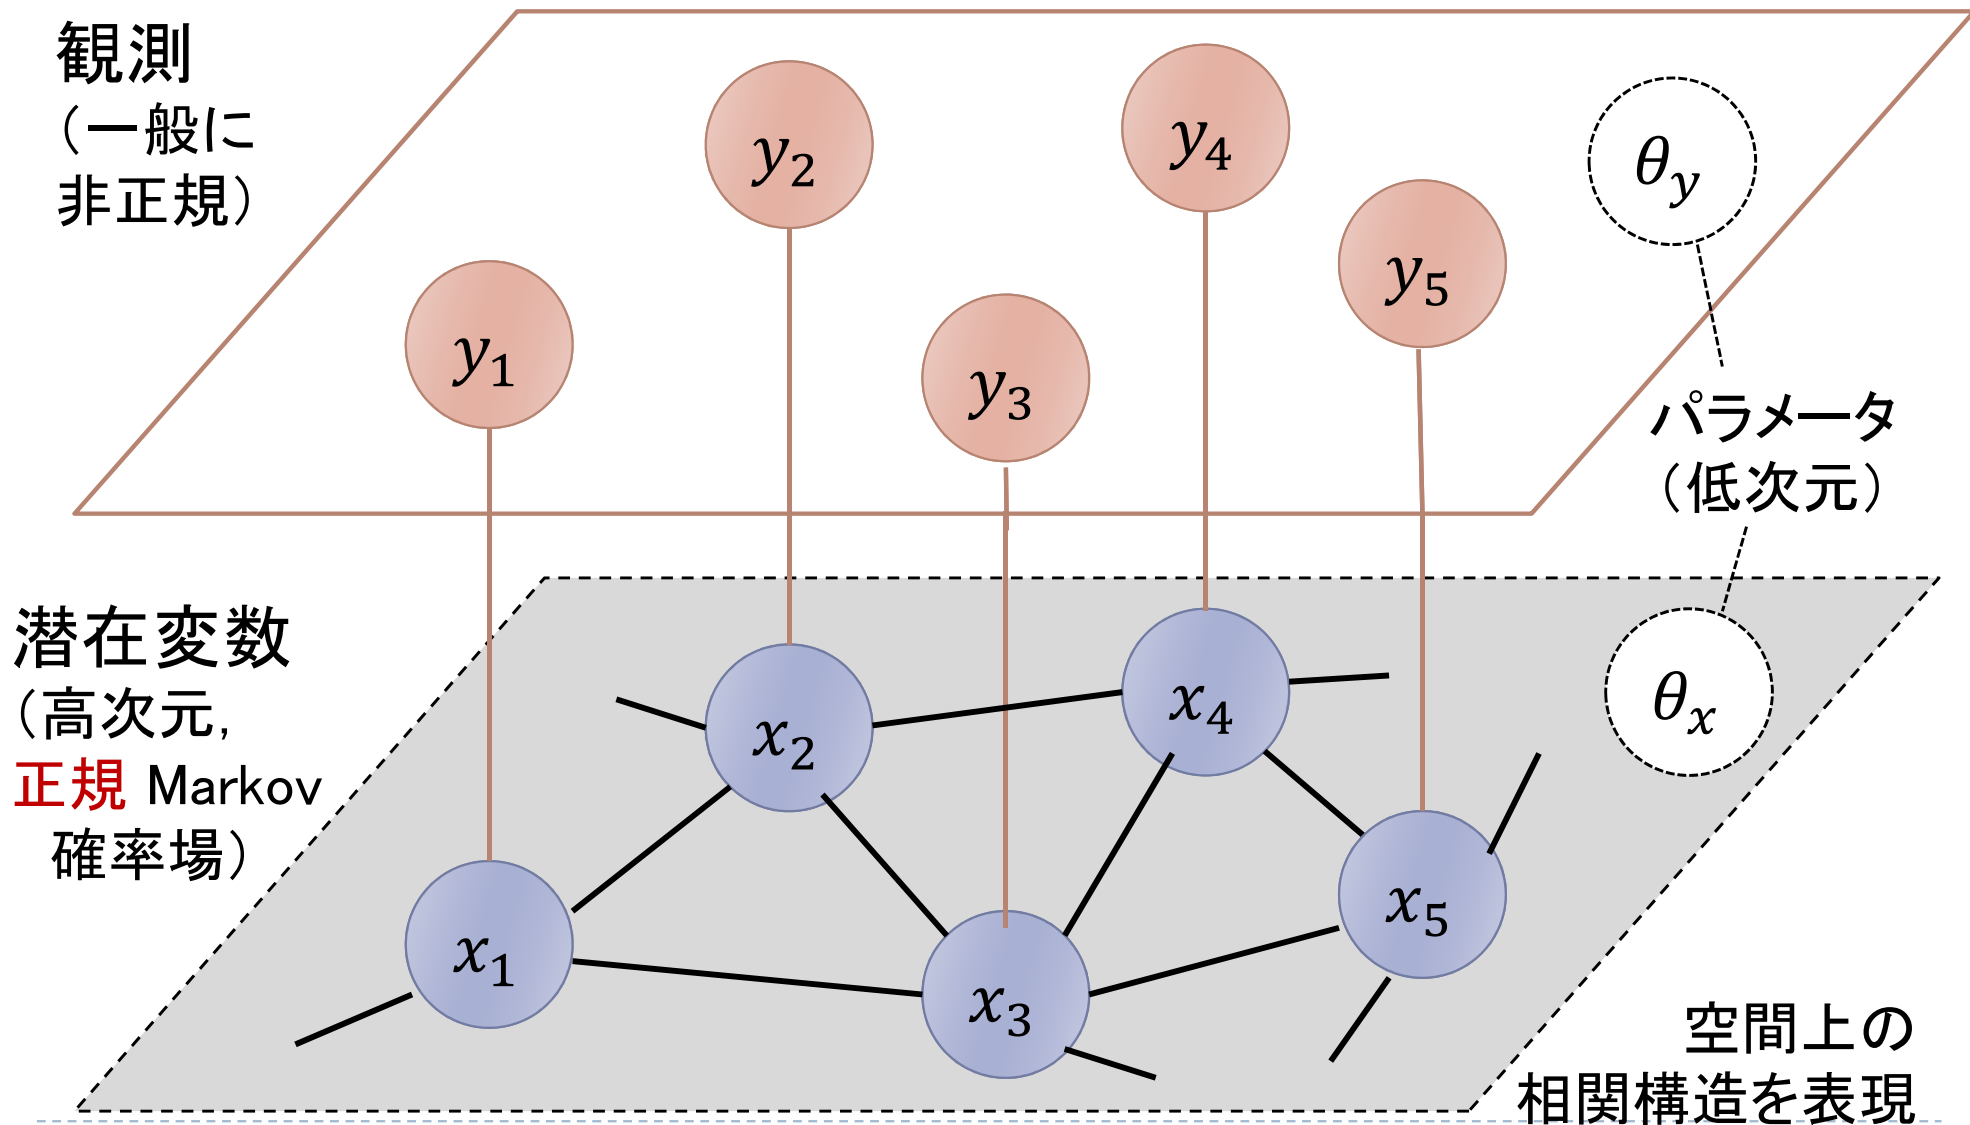 観測
（一般に
非正規）
y₂
y₄
θ_y
y₅
y₁
y₃
パラメータ
（低次元）
潜在変数
（高次元，
正規 Markov
確率場）
x₄
θ_x
x₂
x₅
x₁
x₃
空間上の
相関構造を表現